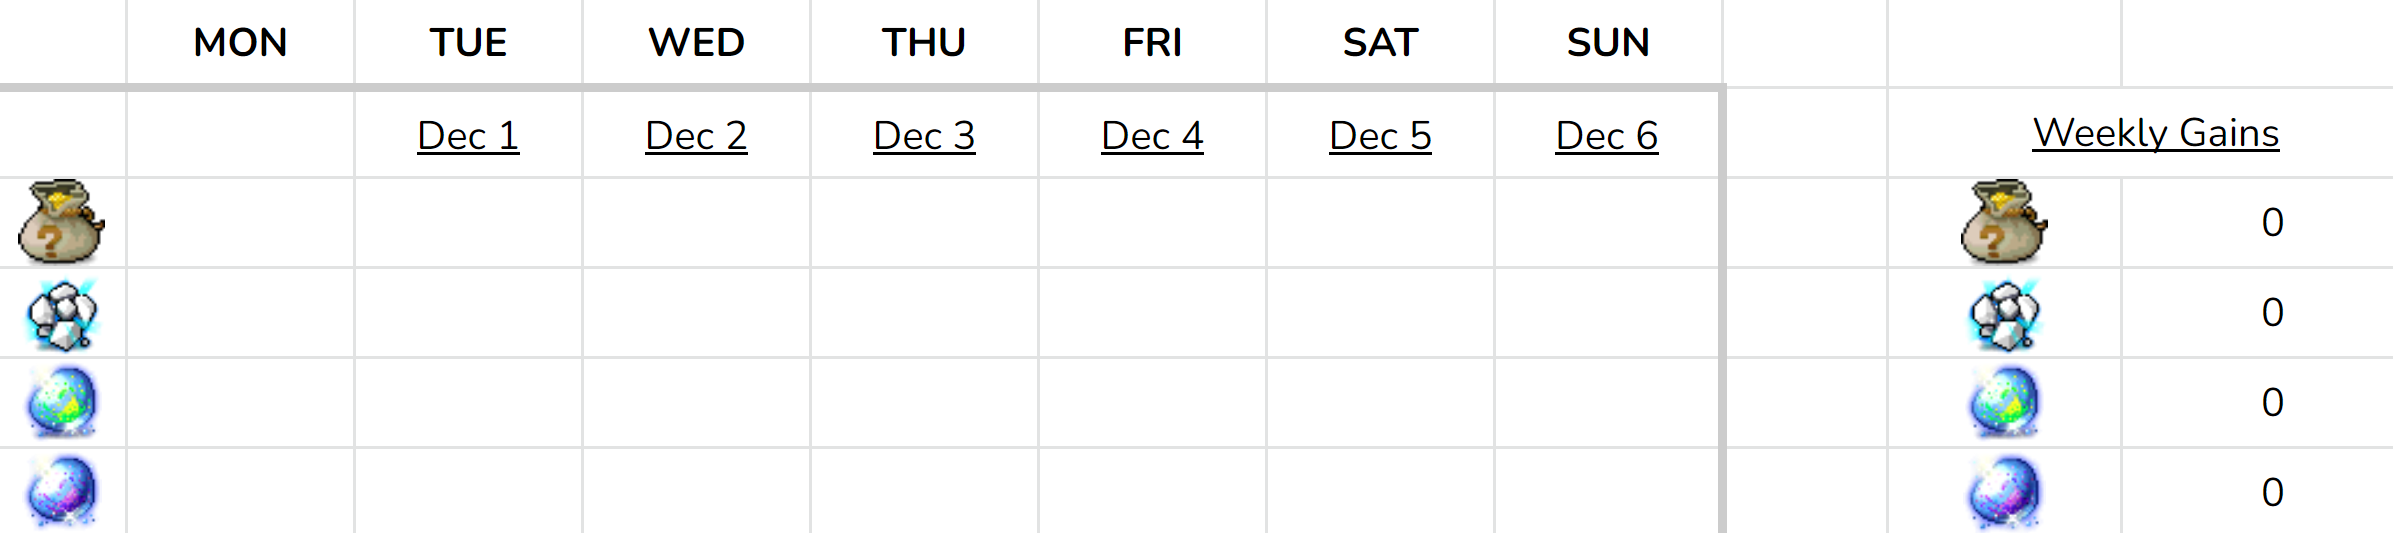 MON TUE WED THU FRI SAT SUN
Dec 1 Dec 2 Dec 3 Dec 4 Dec 5 Dec 6 Weekly Gains
? ? 0
0
0
0